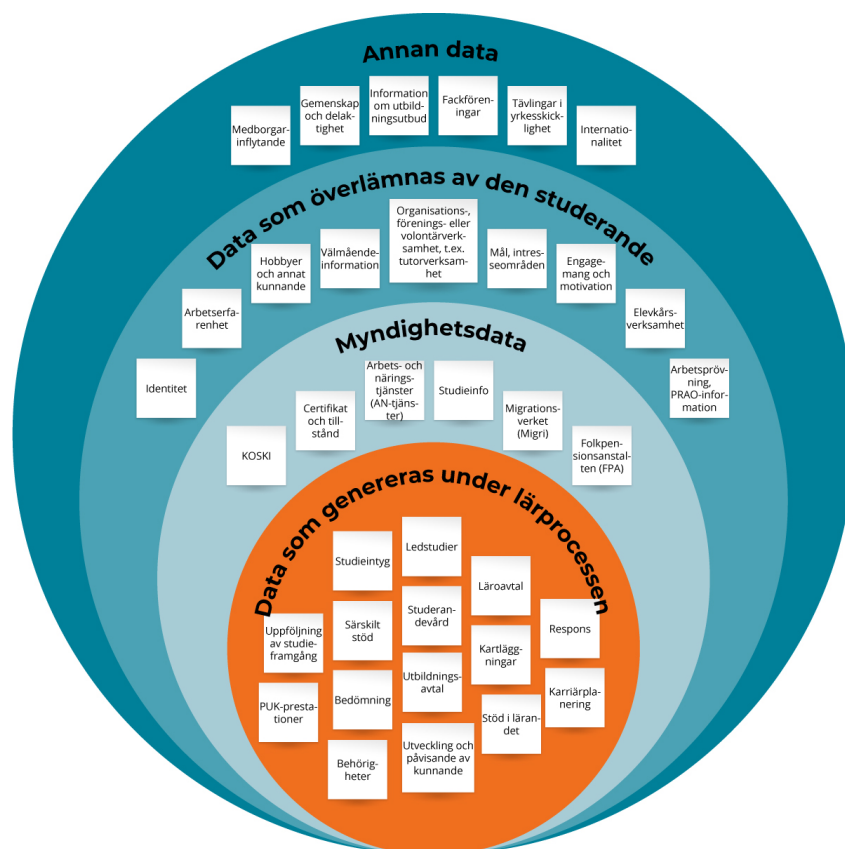 Annan data
Medborgar-
inflytande
Gemenskap
och delak-
tighet
Information
om utbild-
ningsutbud
Fackföreni-
ngar
Tävlingar i
yrkesskick-
lighet
Internatio-
nalitet
Data som överlämnas av den studerande
Identitet
Arbetserfa-
renhet
Hobbyer
och annat
kunnande
Välmående-
information
Organisations-,
förenings- eller
volontärverk-
samhet, t.ex.
tutorverksam-
het
Mål, intres-
seområden
Engage-
mang och
motivation
Elevkårs-
verksamhet
Arbetspröv-
ning,
PRAO-infor-
mation
Myndighetsdata
KOSKI
Certifikat
och till-
stånd
Arbets- och
närings-
tjänster
(AN-tjäns-
ter)
Studieinfo
Migrations-
verket
(Migri)
Folkpen-
sionsanstal-
ten (FPA)
Data som genereras under lärprocessen
Studieintyg
Ledstudier
Läroavtal
Uppföljning
av studie-
framgång
Särskilt
stöd
Studeran-
devård
Kartlägg-
ningar
Respons
PUK-presta-
tioner
Bedömning
Utbildnings-
avtal
Stöd i läran-
det
Karriärpla-
nering
Behörig-
heter
Utveckling och
påvisande av
kunnande